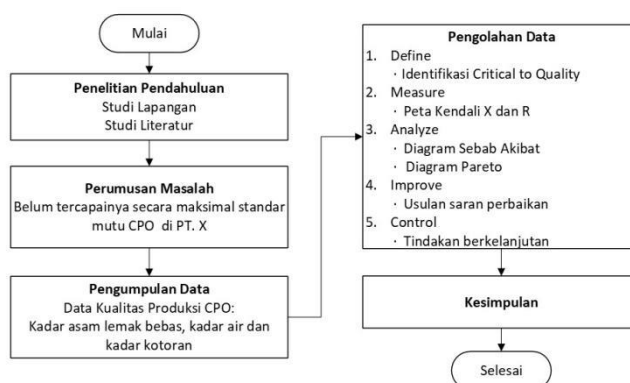 Mulai
Penelitian Pendahuluan
Studi Lapangan
Studi Literatur
Perumusan Masalah
Belum tercapainya secara maksimal standar
mutu CPO di PT. X
Pengumpulan Data
Data Kualitas Produksi CPO:
Kadar asam lemak bebas, kadar air dan
kadar kotoran
Pengolahan Data
1. Define
· Identifikasi Critical to Quality
2. Measure
· Peta Kendali X dan R
3. Analyze
· Diagram Sebab Akibat
· Diagram Pareto
4. Improve
· Usulan saran perbaikan
5. Control
· Tindakan berkelanjutan
Kesimpulan
Selesai